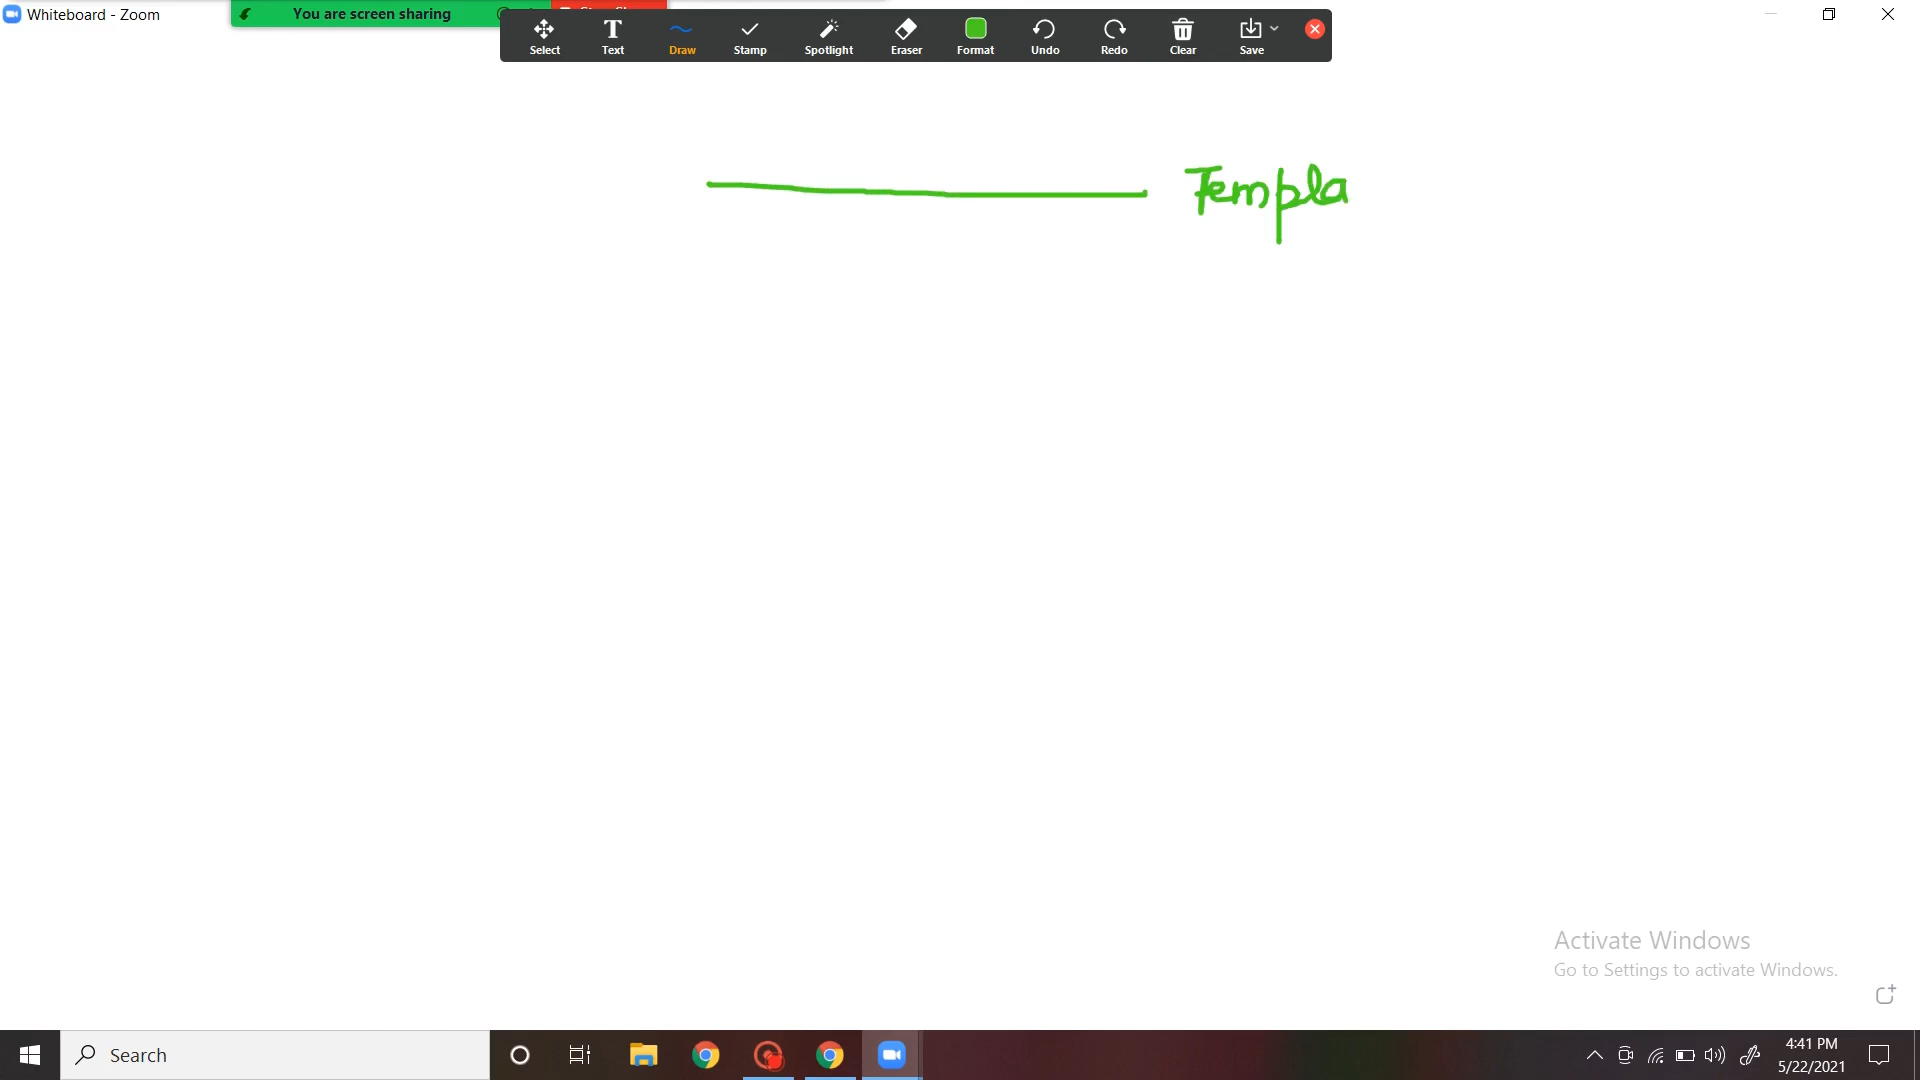 Whiteboard - Zoom
You are screen sharing
Select Text Draw Stamp Spotlight Eraser Format Undo Redo Clear Save
Templa
Activate Windows
Go to Settings to activate Windows.
Search
4:41 PM
5/22/2021